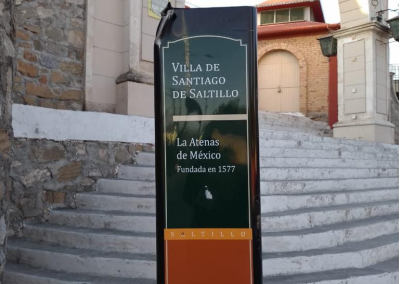 VILLA DE
SANTIAGO
DE SALTILLO
La Atenas
de México
Fundada en 1577
SALTILLO